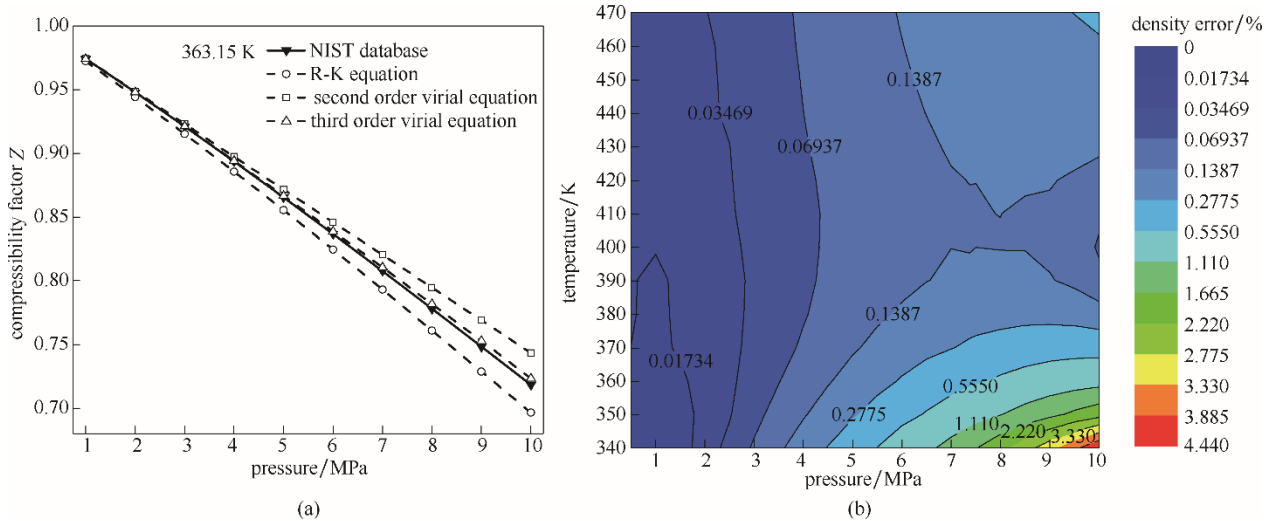 (a)
1.00
0.95
0.90
0.85
0.80
0.75
0.70
compressibility factor Z
363.15 K
NIST database
R-K equation
second order virial equation
third order virial equation
1 2 3 4 5 6 7 8 9 10
pressure/MPa
(a)
(b)
470
460
450
440
430
420
410
400
390
380
370
360
350
340
temperature/K
0.1387
0.03469
0.06937
0.1387
0.01734
0.5550
0.2775
1.110
2.220
3.330
1 2 3 4 5 6 7 8 9 10
pressure/MPa
(b)
density error/%
0
0.01734
0.03469
0.06937
0.1387
0.2775
0.5550
1.110
1.665
2.220
2.775
3.330
3.885
4.440